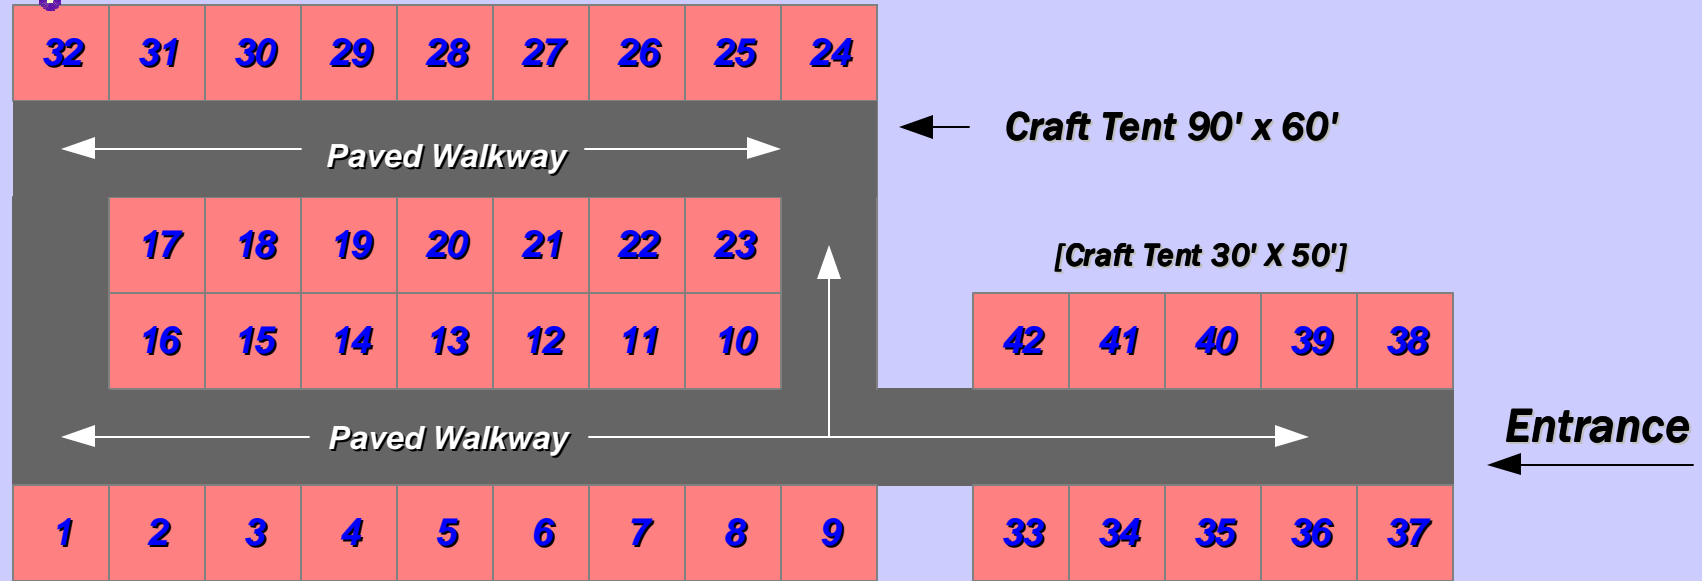 32 31 30 29 28 27 26 25 24
Craft Tent 90' x 60'
Paved Walkway
17 18 19 20 21 22 23
[Craft Tent 30' X 50']
16 15 14 13 12 11 10
42 41 40 39 38
Entrance
Paved Walkway
1 2 3 4 5 6 7 8 9
33 34 35 36 37